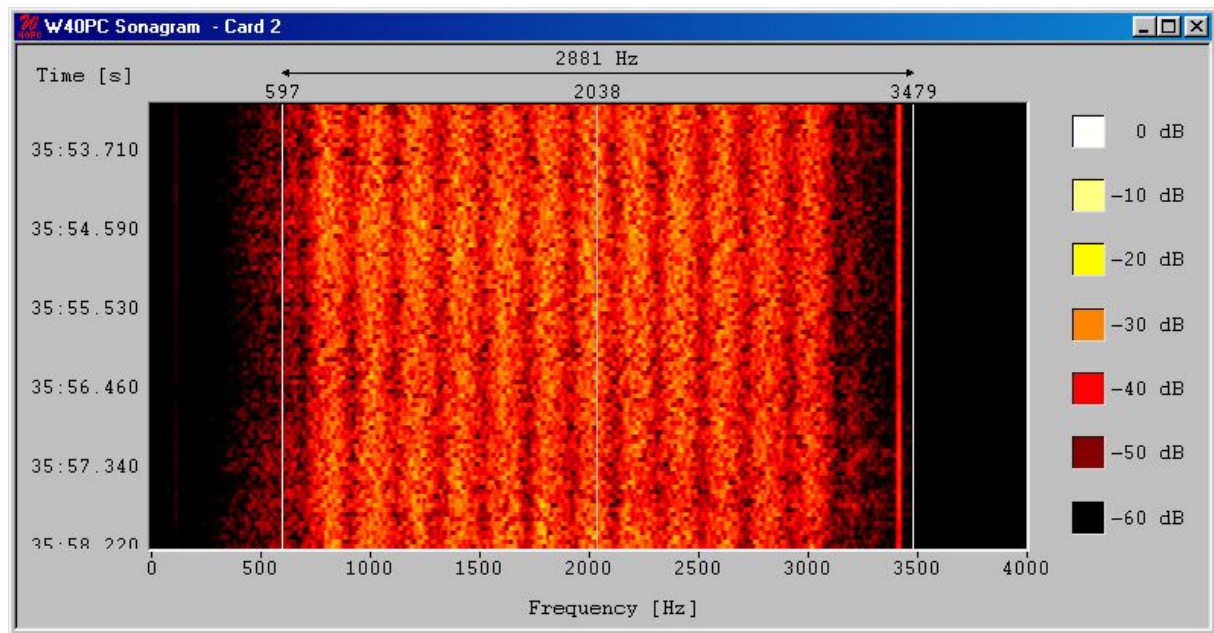 W40PC Sonagram - Card 2
2881 Hz
Time [s]
597 2038 3479
0 dB
35:53.710
-10 dB
35:54.590
-20 dB
35:55.530
-30 dB
35:56.460
-40 dB
35:57.340
-50 dB
-60 dB
35:58.220
0 500 1000 1500 2000 2500 3000 3500 4000
Frequency [Hz]